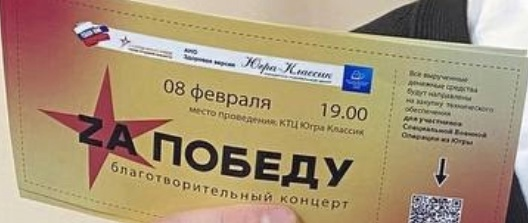 АНО
Здоровая версия
Югра-Классик
08 февраля 19.00
место проведения: КТЦ Югра Классик
ZA ПОБЕДУ
благотворительный концерт
Все вырученные
денежные средства
будут направлены
на закупку технического
обеспечения
для участников
Специальной Военной
Операции из Югры